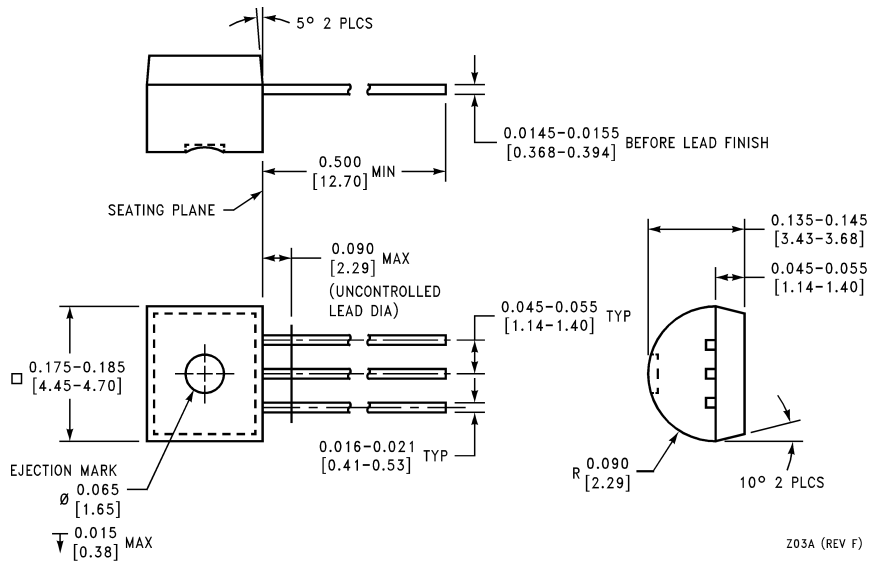 5° 2 PLCS
0.0145-0.0155
[0.368-0.394] BEFORE LEAD FINISH
0.500
[12.70] MIN
SEATING PLANE
0.135-0.145
[3.43-3.68]
0.045-0.055
[1.14-1.40]
0.090
[2.29] MAX
(UNCONTROLLED
LEAD DIA)
0.045-0.055
[1.14-1.40] TYP
□ 0.175-0.185
[4.45-4.70]
0.016-0.021
[0.41-0.53] TYP
EJECTION MARK
Ø 0.065
[1.65]
0.015
[0.38] MAX
R 0.090
[2.29]
10° 2 PLCS
Z03A (REV F)